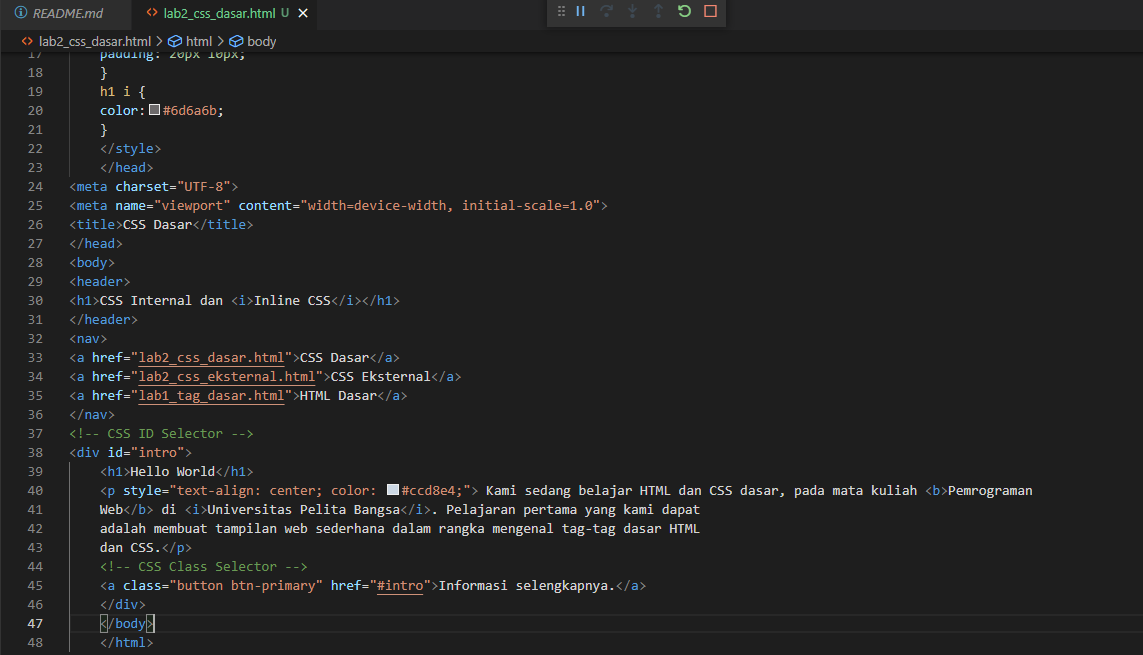 README.md lab2_css_dasar.html U
lab2_css_dasar.html > html > body
17 padding: 20px 10px;
18 }
19 h1 i {
20 color: #6d6a6b;
21 }
22 </style>
23 </head>
24 <meta charset="UTF-8">
25 <meta name="viewport" content="width=device-width, initial-scale=1.0">
26 <title>CSS Dasar</title>
27 </head>
28 <body>
29 <header>
30 <h1>CSS Internal dan <i>Inline CSS</i></h1>
31 </header>
32 <nav>
33 <a href="lab2_css_dasar.html">CSS Dasar</a>
34 <a href="lab2_css_eksternal.html">CSS Eksternal</a>
35 <a href="lab1_tag_dasar.html">HTML Dasar</a>
36 </nav>
37 <!-- CSS ID Selector -->
38 <div id="intro">
39 <h1>Hello World</h1>
40 <p style="text-align: center; color: #ccd8e4;"> Kami sedang belajar HTML dan CSS dasar, pada mata kuliah <b>Pemrograman
41 Web</b> di <i>Universitas Pelita Bangsa</i>. Pelajaran pertama yang kami dapat
42 adalah membuat tampilan web sederhana dalam rangka mengenal tag-tag dasar HTML
43 dan CSS.</p>
44 <!-- CSS Class Selector -->
45 <a class="button btn-primary" href="#intro">Informasi selengkapnya.</a>
46 </div>
47 </body>
48 </html>